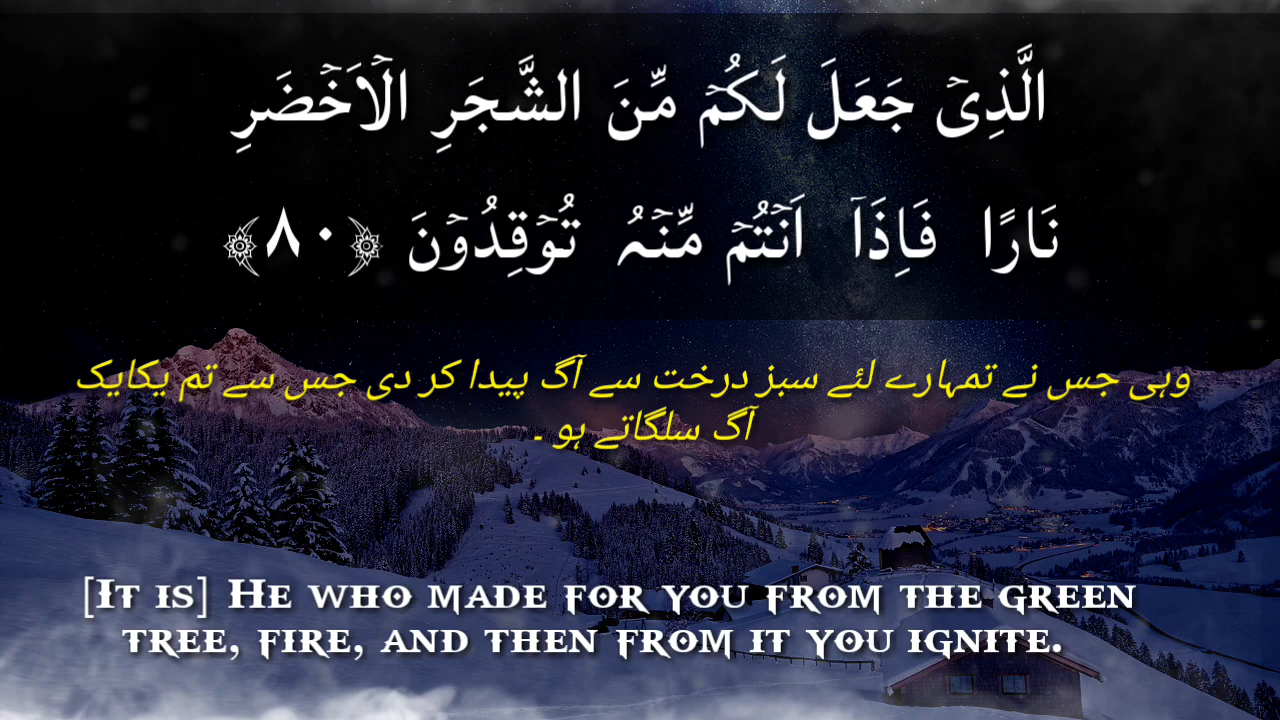 الَّذِیۡ جَعَلَ لَکُمۡ مِّنَ الشَّجَرِ الۡاَخۡضَرِ
نَارًا فَاِذَاۤ اَنۡتُمۡ مِّنۡہُ تُوۡقِدُوۡنَ ﴿۸۰﴾
وہی جس نے تمہارے لئے سبز درخت سے آگ پیدا کر دی جس سے تم یکایک
آگ سلگاتے ہو ۔
[It is] He who made for you from the green
tree, fire, and then from it you ignite.